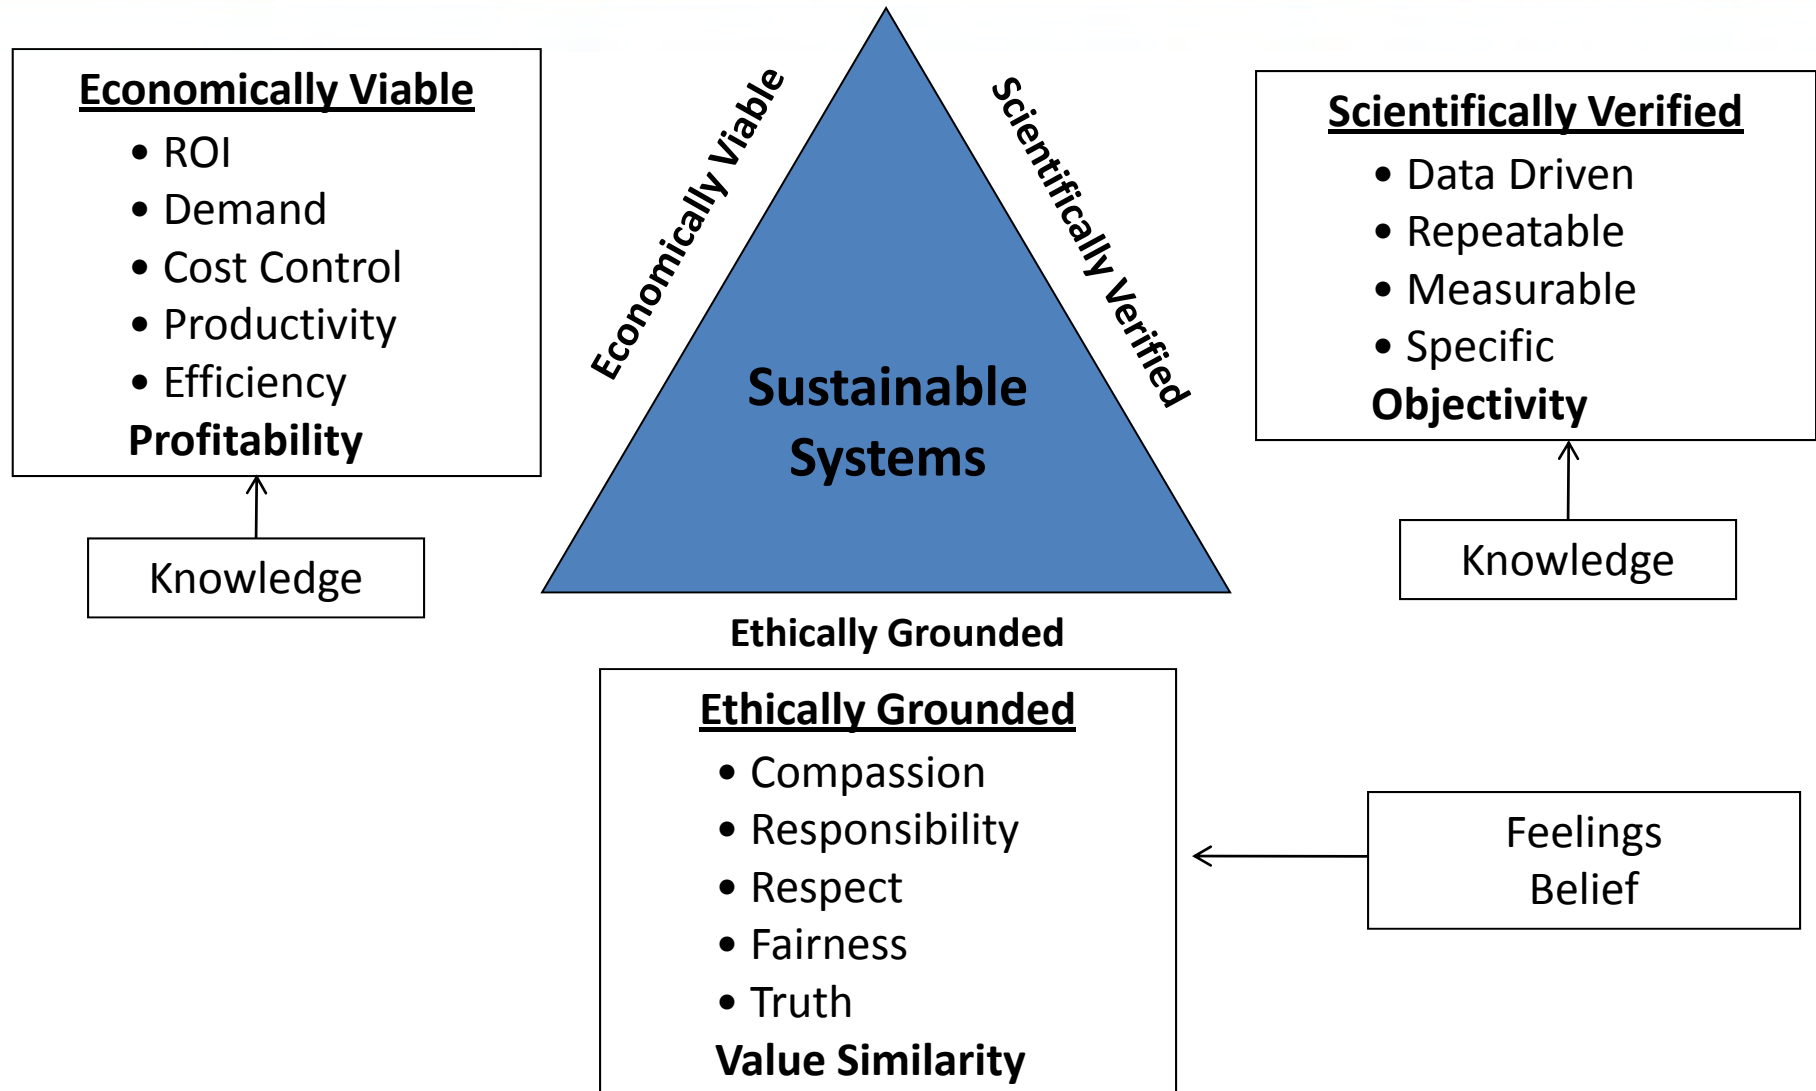 Economically Viable
• ROI
• Demand
• Cost Control
• Productivity
• Efficiency
Profitability
Knowledge
Economically Viable
Scientifically Verified
Sustainable
Systems
Ethically Grounded
Scientifically Verified
• Data Driven
• Repeatable
• Measurable
• Specific
Objectivity
Knowledge
Ethically Grounded
• Compassion
• Responsibility
• Respect
• Fairness
• Truth
Value Similarity
Feelings
Belief